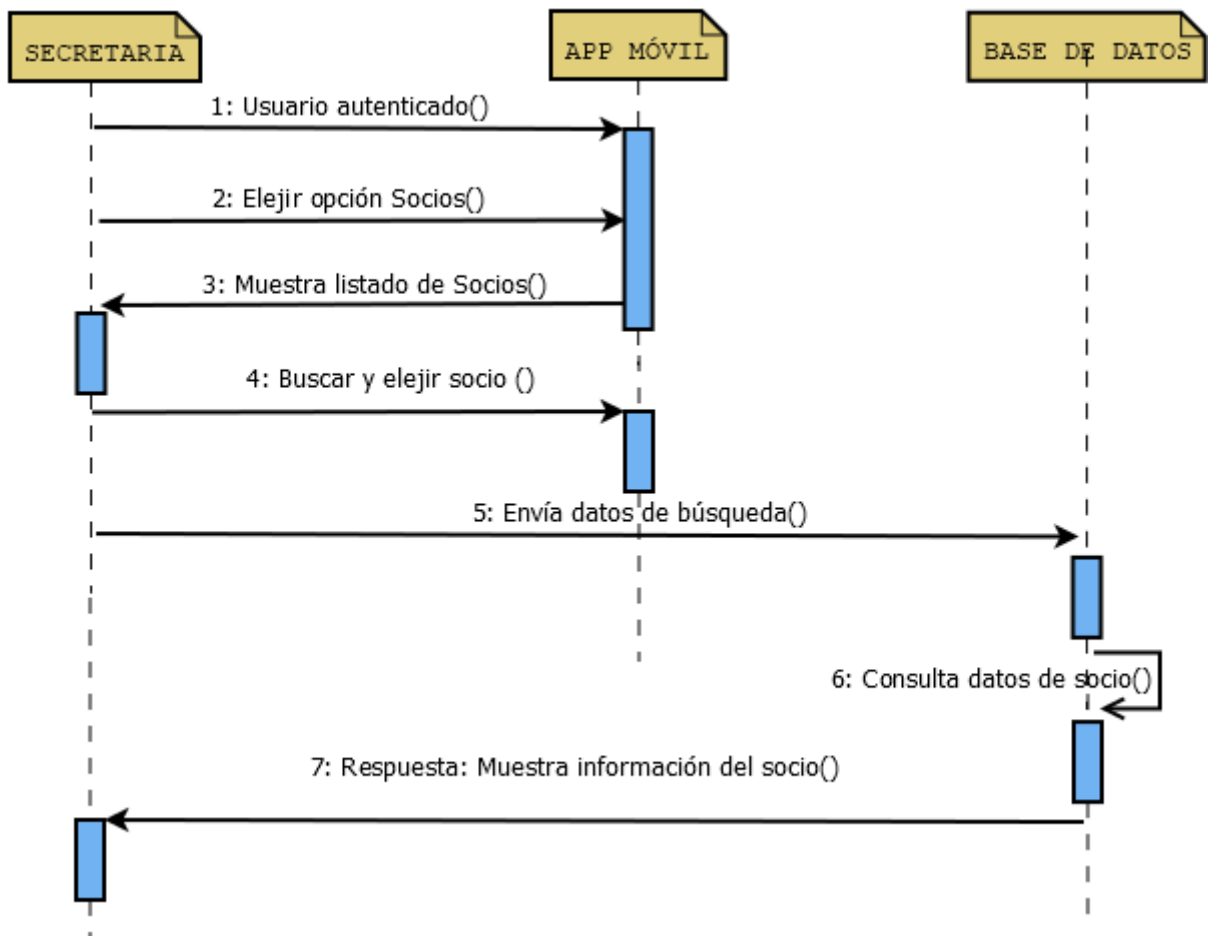 SECRETARIA
APP MÓVIL
BASE DE DATOS
1: Usuario autenticado()
2: Elejir opción Socios()
3: Muestra listado de Socios()
4: Buscar y elejir socio ()
5: Envía datos de búsqueda()
6: Consulta datos de socio()
7: Respuesta: Muestra información del socio()